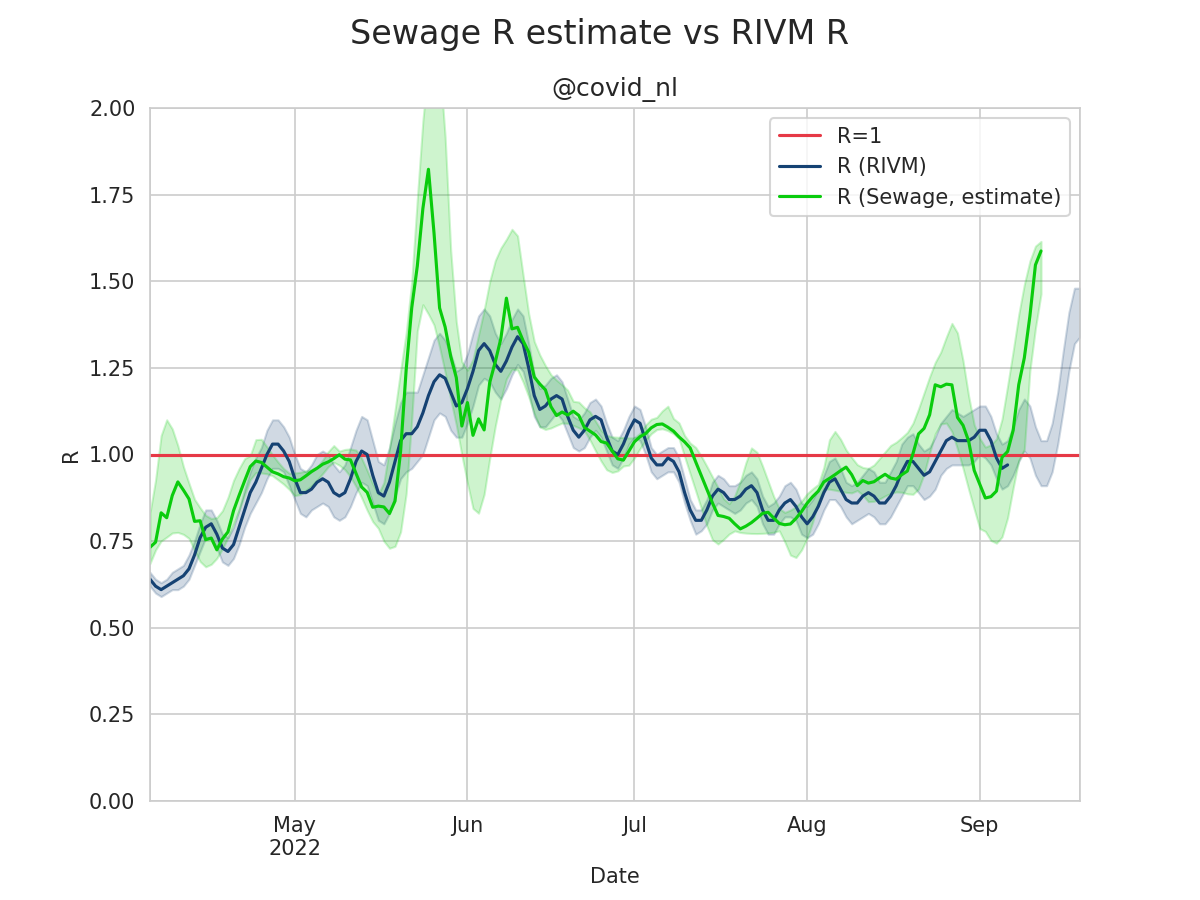 Sewage R estimate vs RIVM R
@covid_nl
R=1
R (RIVM)
R (Sewage, estimate)
2.00
1.75
1.50
1.25
1.00
0.75
0.50
0.25
0.00
R
May
2022
Jun
Jul
Aug
Sep
Date